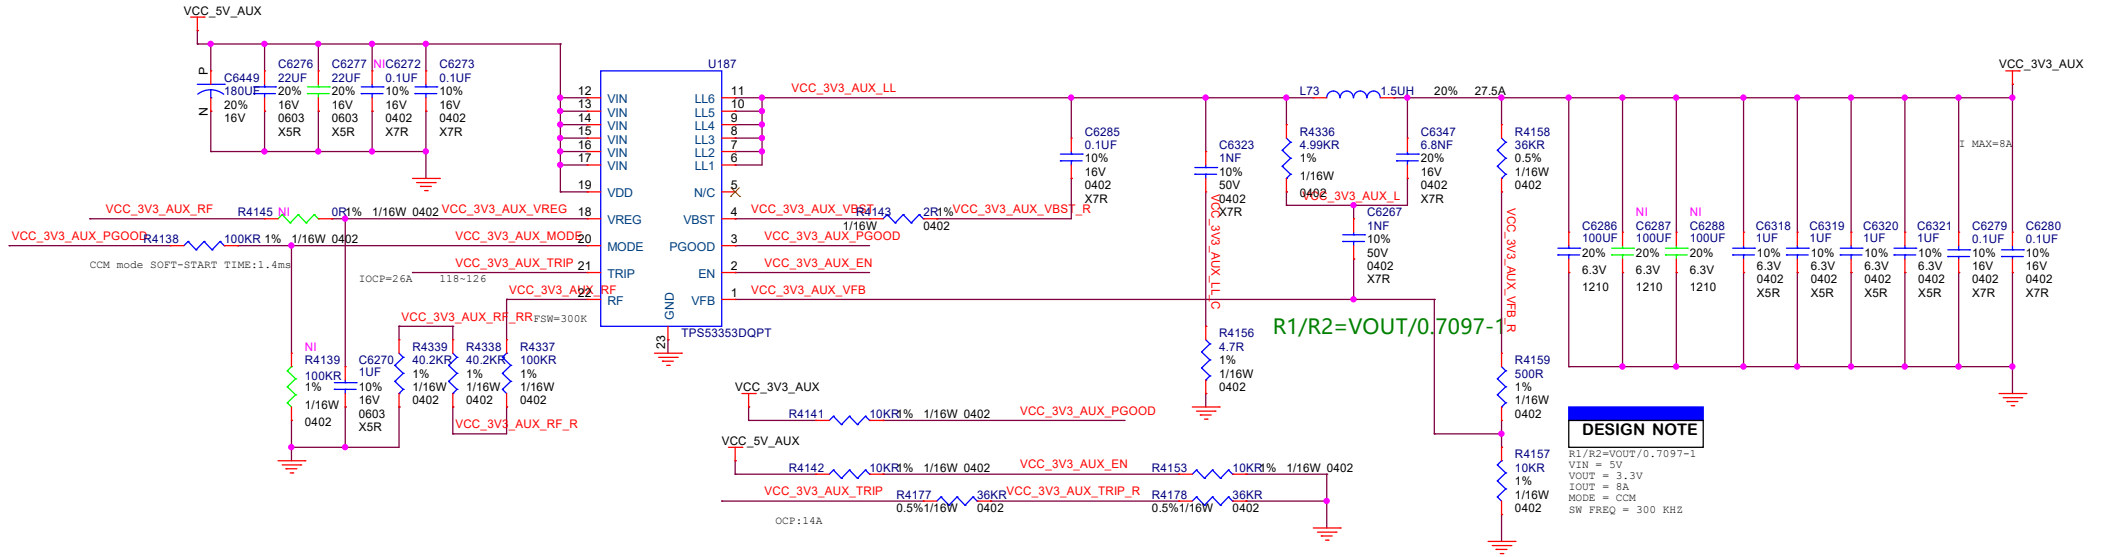 VCC_5V_AUX
P
N
C6449
180UF
20%
16V
C6276
22UF
20%
16V
0603
X5R
C6277
22UF
20%
16V
0603
X5R
NI
C6272
0.1UF
10%
16V
0402
X7R
C6273
0.1UF
10%
16V
0402
X7R
U187
12 VIN
13 VIN
14 VIN
15 VIN
16 VIN
17 VIN
19 VDD
18 VREG
20 MODE
21 TRIP
22 RF
LL6 11
LL5 10
LL4 9
LL3 8
LL2 7
LL1 6
N/C 5
VBST 4
PGOOD 3
EN 2
VFB 1
GND
23
TPS53353DQPT
VCC_3V3_AUX_RF
R4145
NI
0R
1% 1/16W 0402
VCC_3V3_AUX_VREG
VCC_3V3_AUX_PGOOD
R4138
100KR 1% 1/16W 0402
VCC_3V3_AUX_MODE
CCM mode SOFT-START TIME:1.4ms
VCC_3V3_AUX_TRIP
IOCP=26A
118~126
VCC_3V3_AUX_RF
VCC_3V3_AUX_RF_RR
FSW=300K
NI
R4139
100KR
1%
1/16W
0402
C6270
1UF
10%
16V
0603
X5R
R4339
40.2KR
1%
1/16W
0402
R4338
40.2KR
1%
1/16W
0402
R4337
100KR
1%
1/16W
0402
VCC_3V3_AUX_RF_R
VCC_3V3_AUX_LL
VCC_3V3_AUX_VBST
R4143
2R
1%
1/16W
0402
VCC_3V3_AUX_VBST_R
VCC_3V3_AUX_PGOOD
VCC_3V3_AUX_EN
VCC_3V3_AUX_VFB
C6285
0.1UF
10%
16V
0402
X7R
C6323
1NF
10%
50V
0402
X7R
VCC_3V3_AUX_LL_C
R4156
4.7R
1%
1/16W
0402
L73
1.5UH
20%
27.5A
R4336
4.99KR
1%
1/16W
0402
C6347
6.8NF
20%
16V
0402
X7R
VCC_3V3_AUX_L
C6267
1NF
10%
50V
0402
X7R
R4158
36KR
0.5%
1/16W
0402
VCC_3V3_AUX_VFB_R
R1/R2=VOUT/0.7097-1
R4159
500R
1%
1/16W
0402
R4157
10KR
1%
1/16W
0402
VCC_3V3_AUX
I MAX=8A
C6286
100UF
20%
6.3V
1210
NI
C6287
100UF
20%
6.3V
1210
NI
C6288
100UF
20%
6.3V
1210
C6318
1UF
10%
6.3V
0402
X5R
C6319
1UF
10%
6.3V
0402
X5R
C6320
1UF
10%
6.3V
0402
X5R
C6321
1UF
10%
6.3V
0402
X5R
C6279
0.1UF
10%
16V
0402
X7R
C6280
0.1UF
10%
16V
0402
X7R
VCC_3V3_AUX
R4141
10KR
1% 1/16W 0402
VCC_3V3_AUX_PGOOD
VCC_5V_AUX
R4142
10KR
1% 1/16W 0402
VCC_3V3_AUX_EN
R4153
10KR
1% 1/16W 0402
VCC_3V3_AUX_TRIP
R4177
36KR
0.5%
1/16W
0402
VCC_3V3_AUX_TRIP_R
R4178
36KR
0.5%
1/16W
0402
OCP:14A
DESIGN NOTE
R1/R2=VOUT/0.7097-1
VIN = 5V
VOUT = 3.3V
IOUT = 8A
MODE = CCM
SW FREQ = 300 KHZ